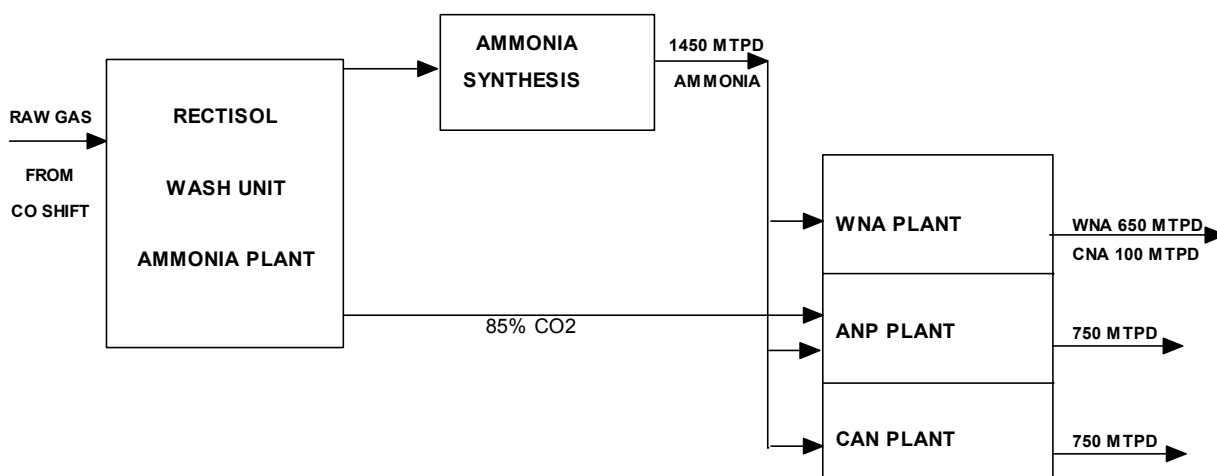 AMMONIA
SYNTHESIS
1450 MTPD
AMMONIA
RAW GAS
FROM
CO SHIFT
RECTISOL
WASH UNIT
AMMONIA PLANT
85% CO2
WNA PLANT
WNA 650 MTPD
CNA 100 MTPD
ANP PLANT
750 MTPD
CAN PLANT
750 MTPD